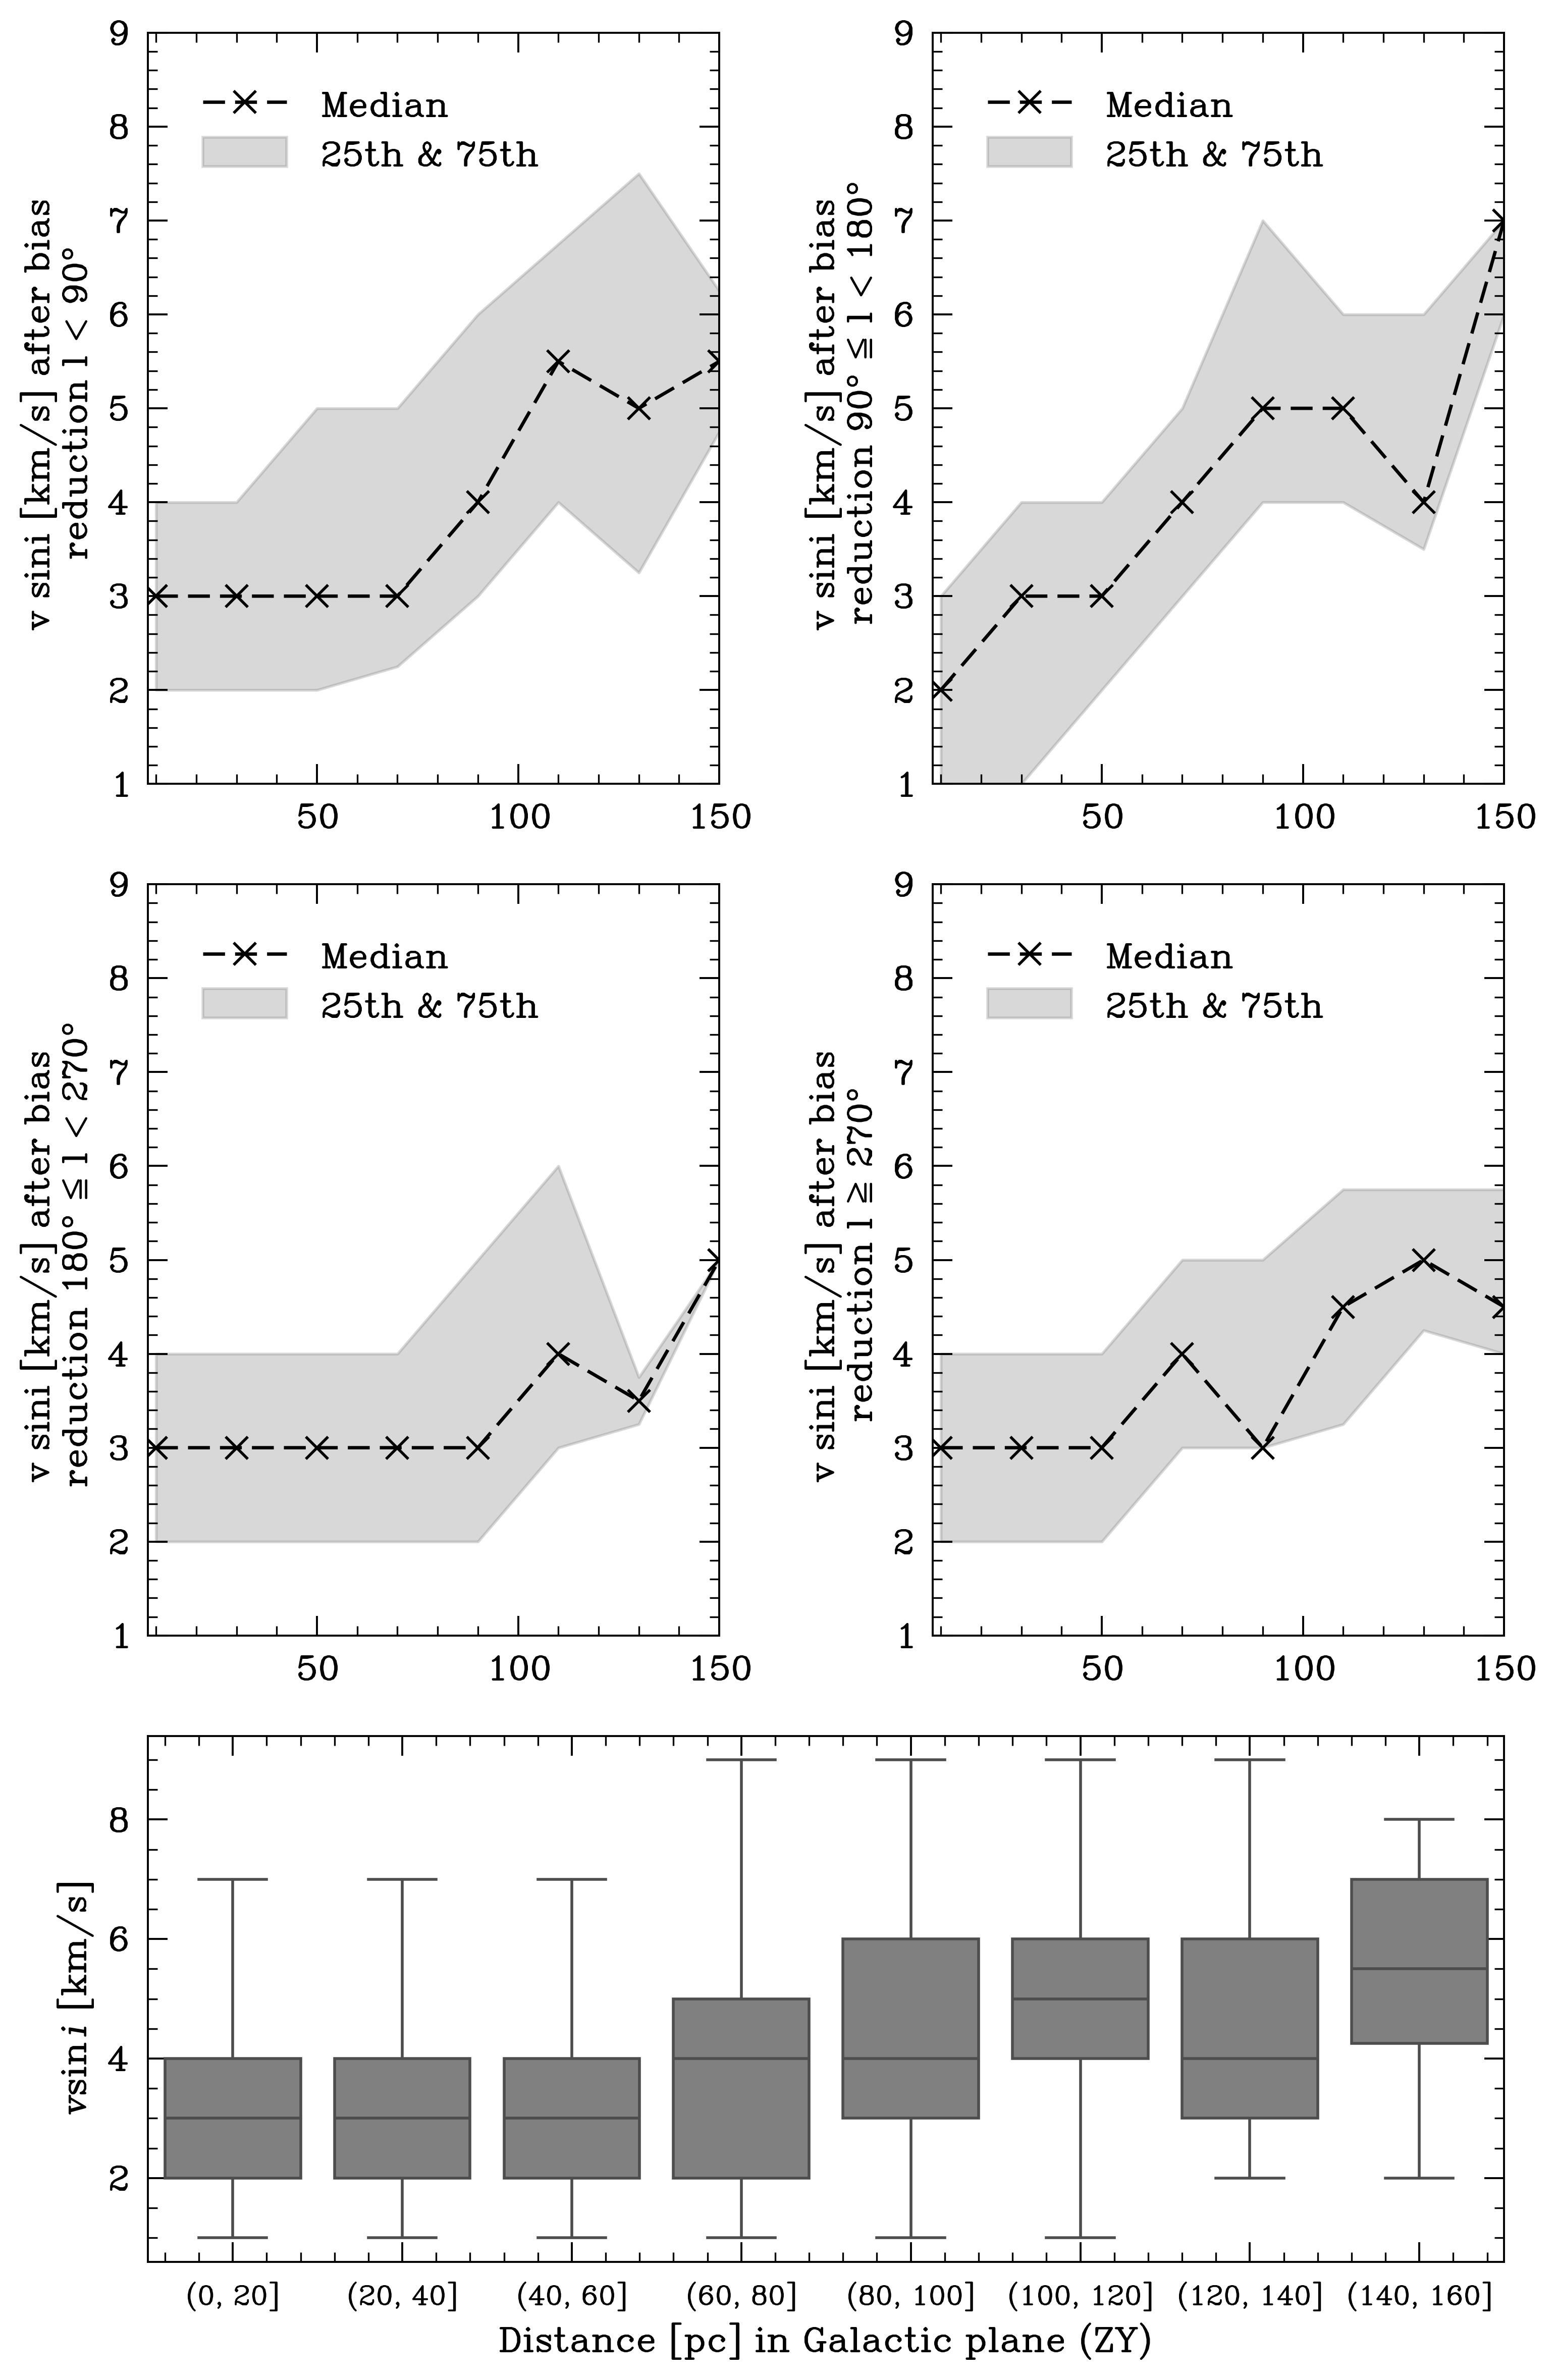 v sini [km/s] after bias
reduction l < 90°
9
8
7
6
5
4
3
2
1
Median
25th & 75th
50
100
150
v sini [km/s] after bias
reduction 90° ≤ l < 180°
9
8
7
6
5
4
3
2
1
Median
25th & 75th
50
100
150
v sini [km/s] after bias
reduction 180° ≤ l < 270°
9
8
7
6
5
4
3
2
1
Median
25th & 75th
50
100
150
v sini [km/s] after bias
reduction l ≥ 270°
9
8
7
6
5
4
3
2
1
Median
25th & 75th
50
100
150
vsini [km/s]
8
6
4
2
(0, 20] (20, 40] (40, 60] (60, 80] (80, 100] (100, 120] (120, 140] (140, 160]
Distance [pc] in Galactic plane (ZY)